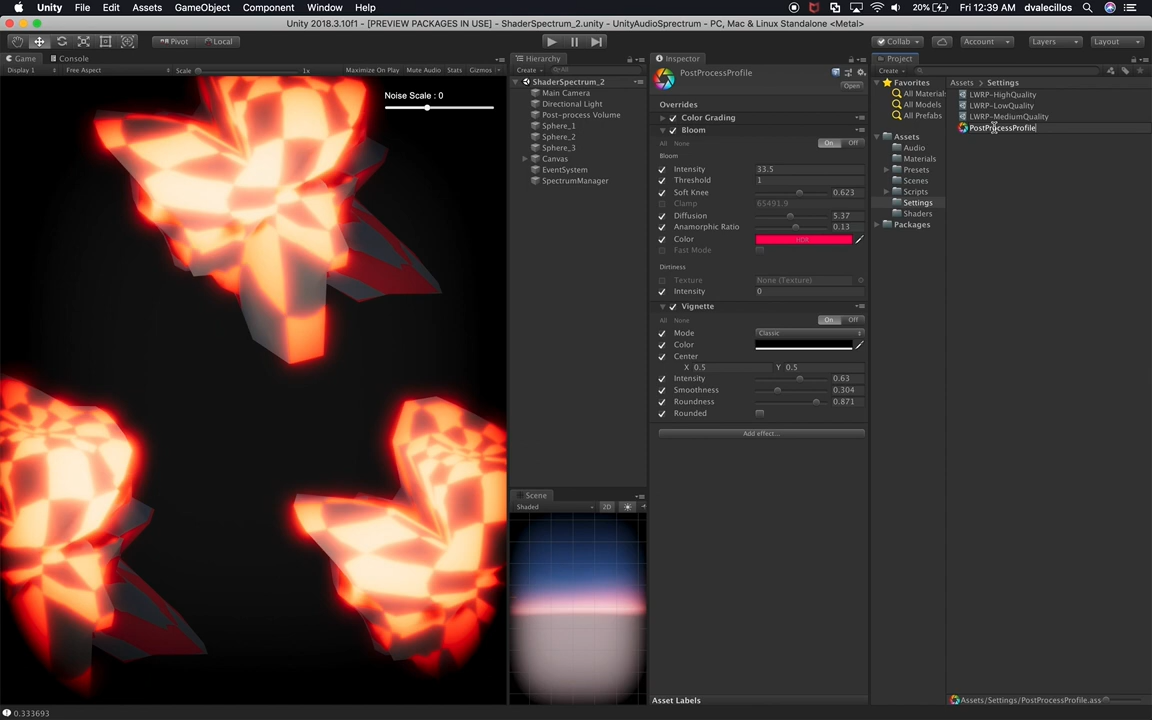 Unity File Edit Assets GameObject Component Window Help 20% Fri 12:39 AM dvalecillos
Unity 2018.3.10f1 - [PREVIEW PACKAGES IN USE] - ShaderSpectrum_2.unity - UnityAudioSpectrum - PC, Mac & Linux Standalone <Metal>
Pivot Local Collab Account Layers Layout
Game Console
Display 1 Free Aspect Scale 1x Maximize On Play Mute Audio Stats Gizmos
Noise Scale : 0
Hierarchy
Create All
ShaderSpectrum_2
Main Camera
Directional Light
Post-process Volume
Sphere_1
Sphere_2
Sphere_3
Canvas
EventSystem
SpectrumManager
Scene
Shaded 2D
Inspector
PostProcessProfile
Open
Overrides
Color Grading
Bloom
All None On Off
Bloom
Intensity 33.5
Threshold 1
Soft Knee 0.623
Clamp 65491.9
Diffusion 5.37
Anamorphic Ratio 0.13
Color HDR
Fast Mode
Dirtiness
Texture None (Texture)
Intensity 0
Vignette
All None On Off
Mode Classic
Color
Center
X 0.5 Y 0.5
Intensity 0.63
Smoothness 0.304
Roundness 0.871
Rounded
Add effect...
Asset Labels
Project
Create
Favorites
All Materials
All Models
All Prefabs
Assets
Audio
Materials
Presets
Scenes
Scripts
Settings
Shaders
Packages
Assets Settings
LWRP-HighQuality
LWRP-LowQuality
LWRP-MediumQuality
PostProcessProfile
Assets/Settings/PostProcessProfile.ass
0.333693